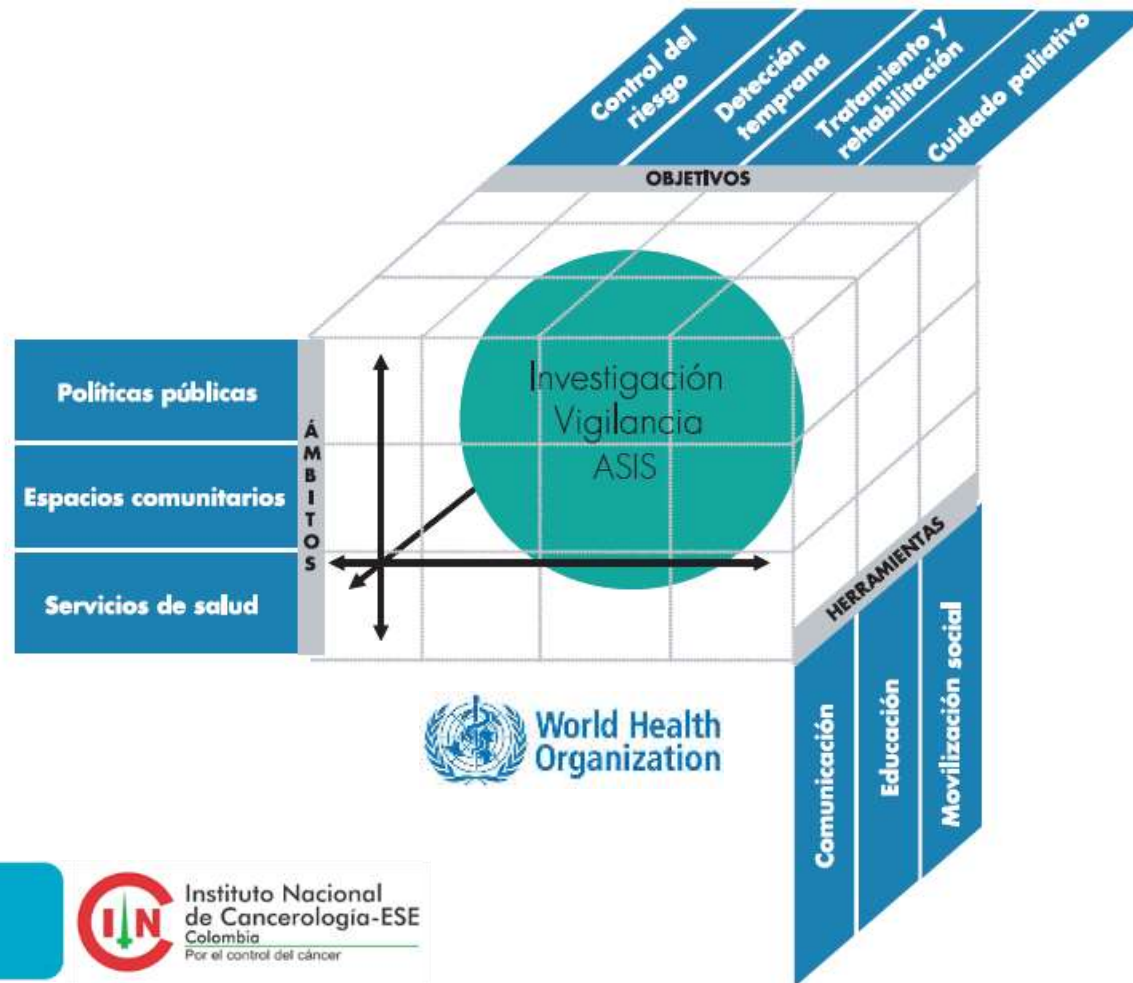 Control del
riesgo
Detección
temprana
Tratamiento y
rehabilitación
Cuidado paliativo
OBJETIVOS
Políticas públicas
Espacios comunitarios
Servicios de salud
ÁMBITOS
Investigación
Vigilancia
ASIS
HERRAMIENTAS
Comunicación
Educación
Movilización social
World Health
Organization
CIN
Instituto Nacional
de Cancerología-ESE
Colombia
Por el control del cáncer